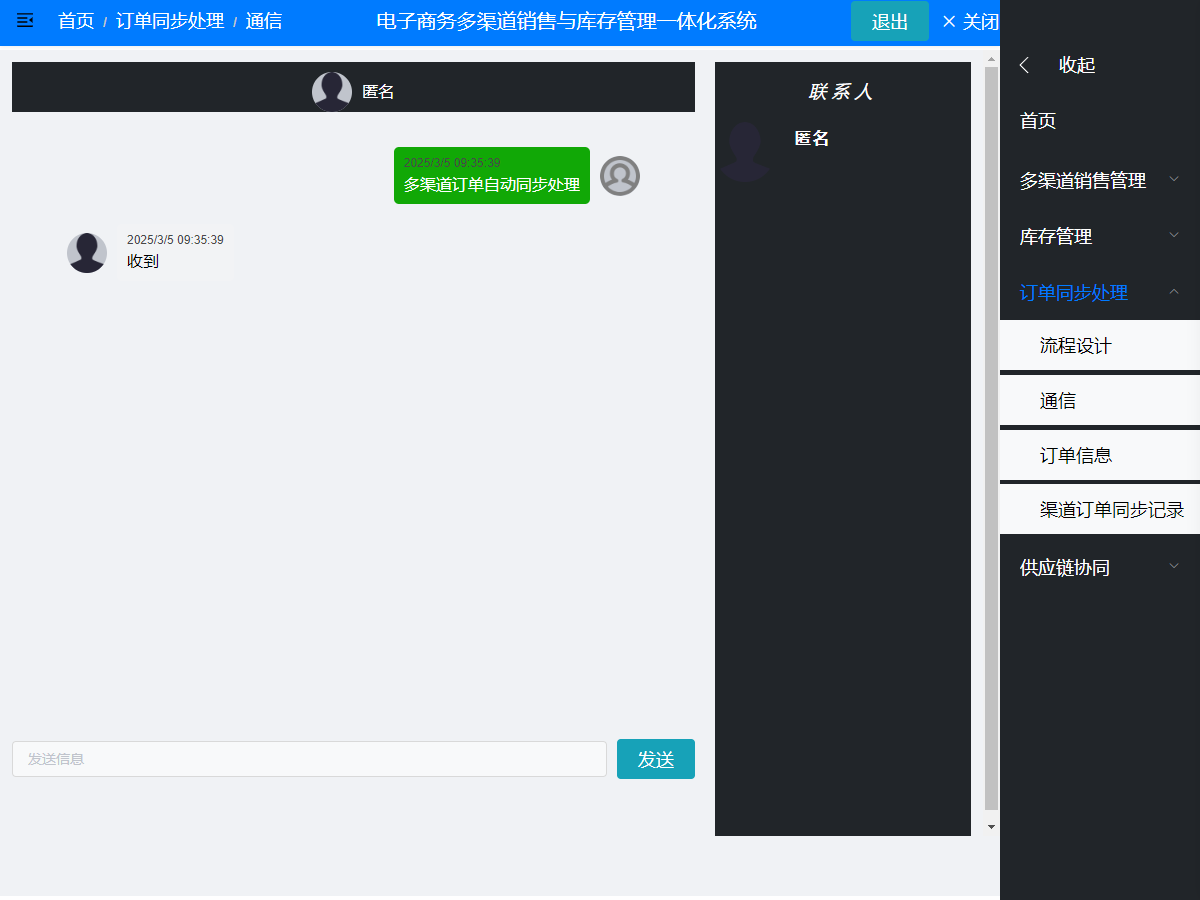 首页 / 订单同步处理 / 通信
电子商务多渠道销售与库存管理一体化系统
退出
关闭
匿名
2025/3/5 09:35:39
多渠道订单自动同步处理
2025/3/5 09:35:39
收到
发送信息
发送
联系人
匿名
收起
首页
多渠道销售管理
库存管理
订单同步处理
流程设计
通信
订单信息
渠道订单同步记录
供应链协同